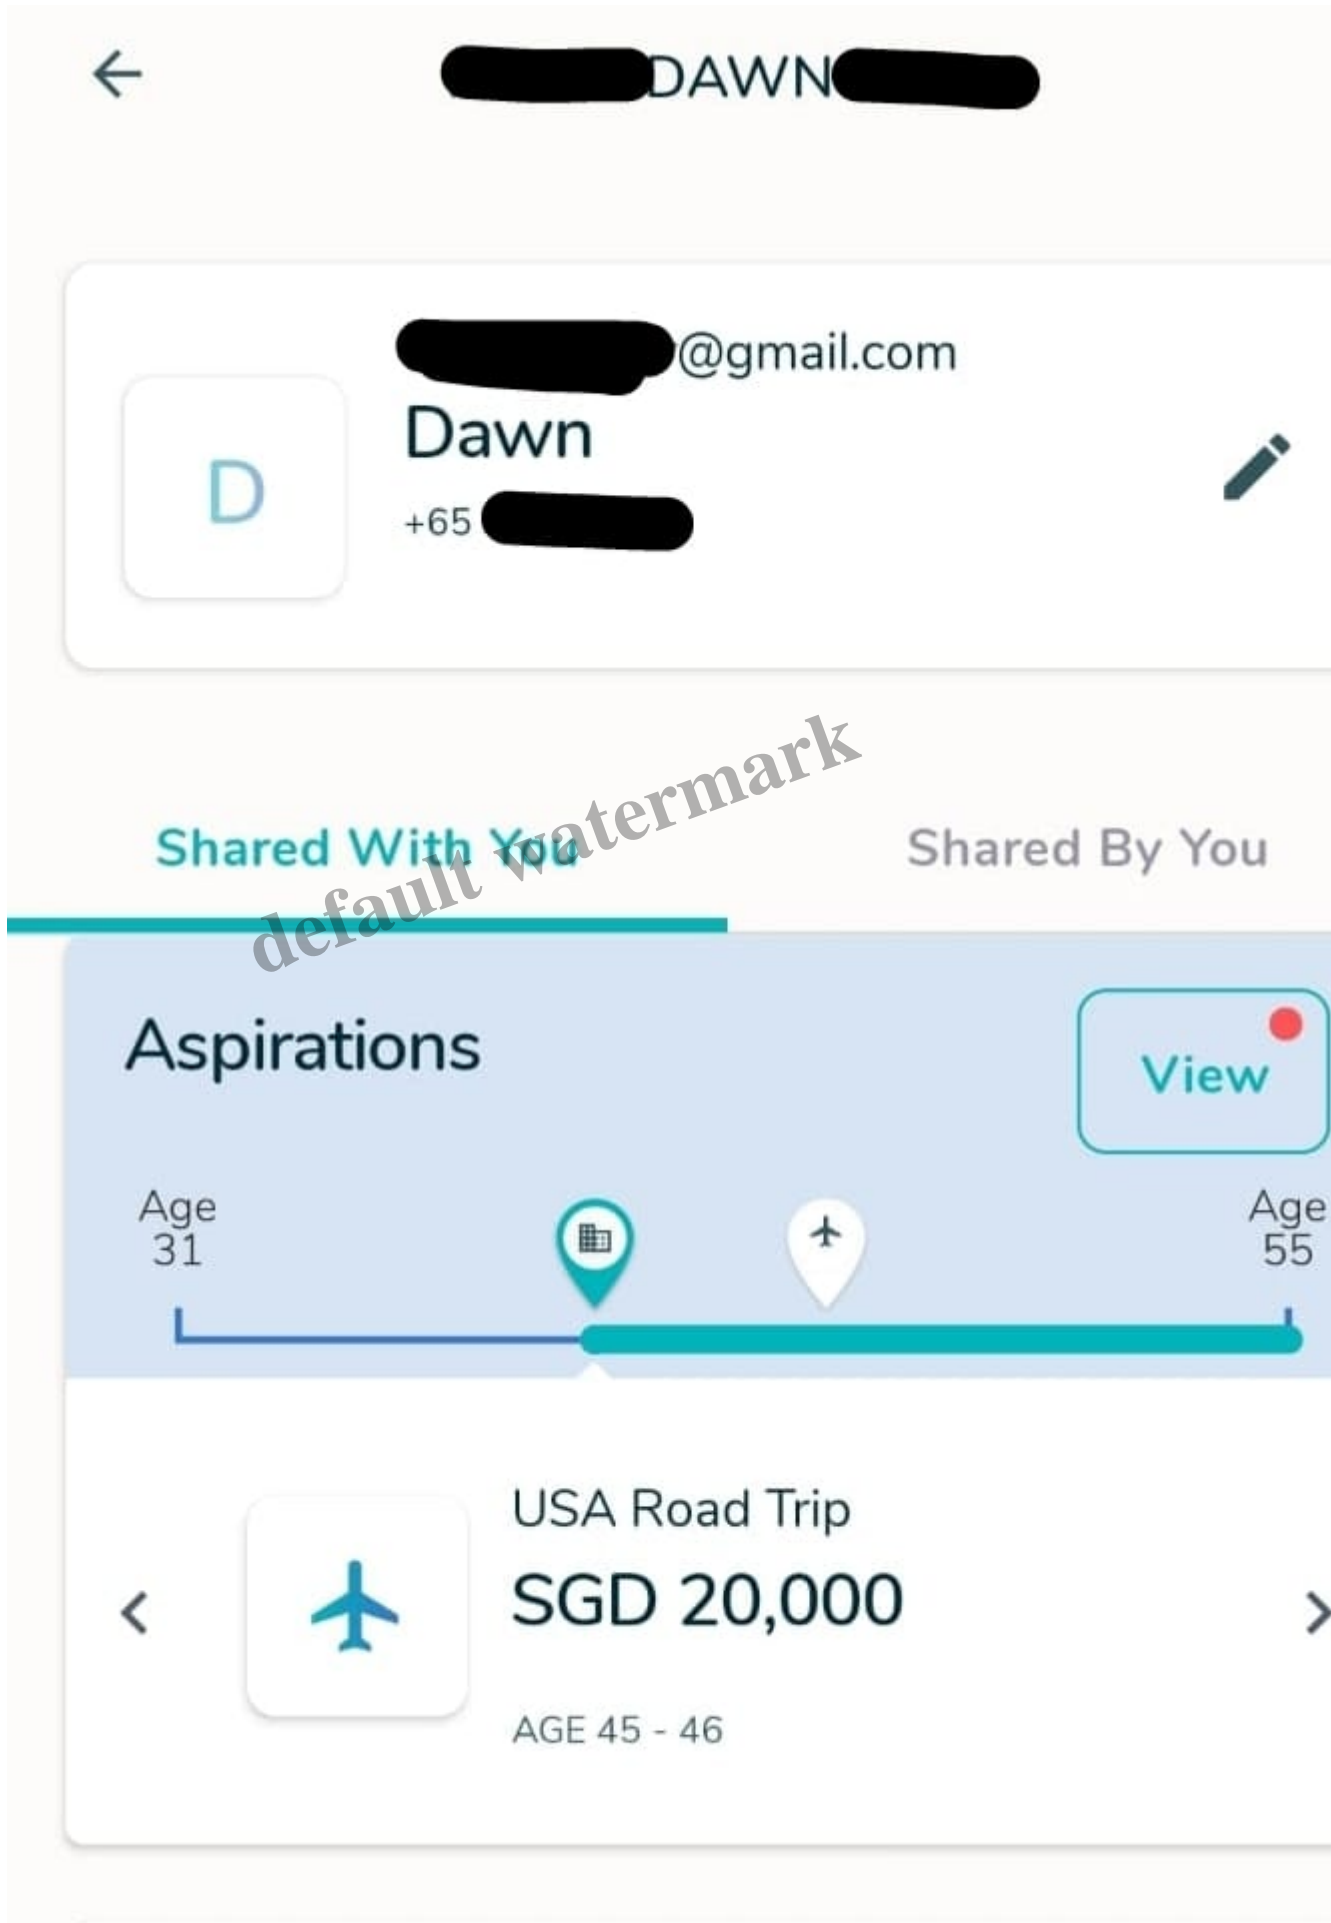 DAWN
@gmail.com
D
Dawn
+65
default watermark
Shared With You
Shared By You
Aspirations
View
Age
31
Age
55
USA Road Trip
SGD 20,000
AGE 45 - 46